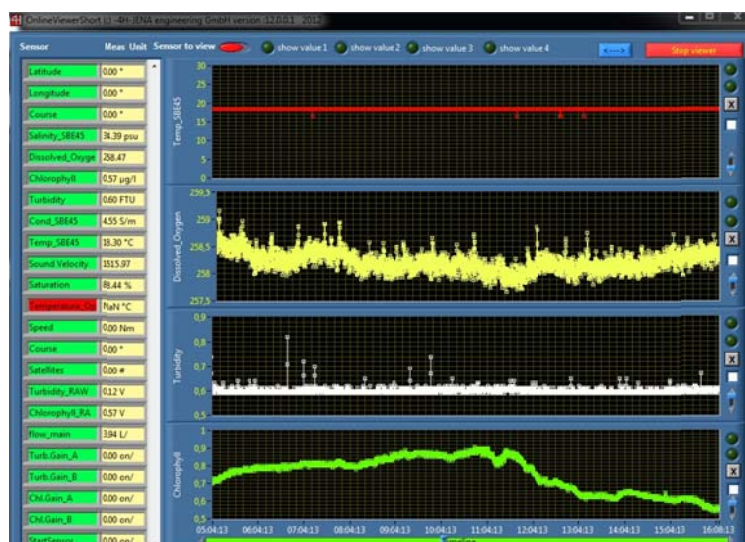 OnlineViewerShort (c) -4H-JENA engineering GmbH version :12.0.0.1 2012
Sensor Meas Unit Sensor to view show value 1 show value 2 show value 3 show value 4 <---> Stop viewer
Latitude 0.00 °
Longitude 0.00 °
Course 0.00 °
Salinity_SBE45 34.39 psu
Dissolved_Oxyge 258.47
Chlorophyll 0.57 µg/l
Turbidity 0.60 FTU
Cond_SBE45 4.55 S/m
Temp_SBE45 18.30 °C
Sound Velocity 1515.97
Saturation 88.44 %
NaN °C
Speed 0.00 Nm
Course 0.00 °
Satellites 0.00 #
Turbidity_RAW 0.12 V
Chlorophyll_RA 0.57 V
flow_main 3.94 L/
Turb.Gain_A 0.00 on/
Turb.Gain_B 0.00 on/
Chl.Gain_A 0.00 on/
Chl.Gain_B 0.00 on/
StartSensor 0.00 on/
Temp_SBE45
30
25
20
15
10
5
0
X
Dissolved_Oxygen
259,5
259
258,5
258
257,5
X
Turbidity
0,9
0,8
0,7
0,6
0,5
X
Chlorophyll
1
0,9
0,8
0,7
0,6
0,5
X
05:04:13 06:04:13 07:04:13 08:04:13 09:04:13 10:04:13 11:04:13 12:04:13 13:04:13 14:04:13 15:04:13 16:08:13